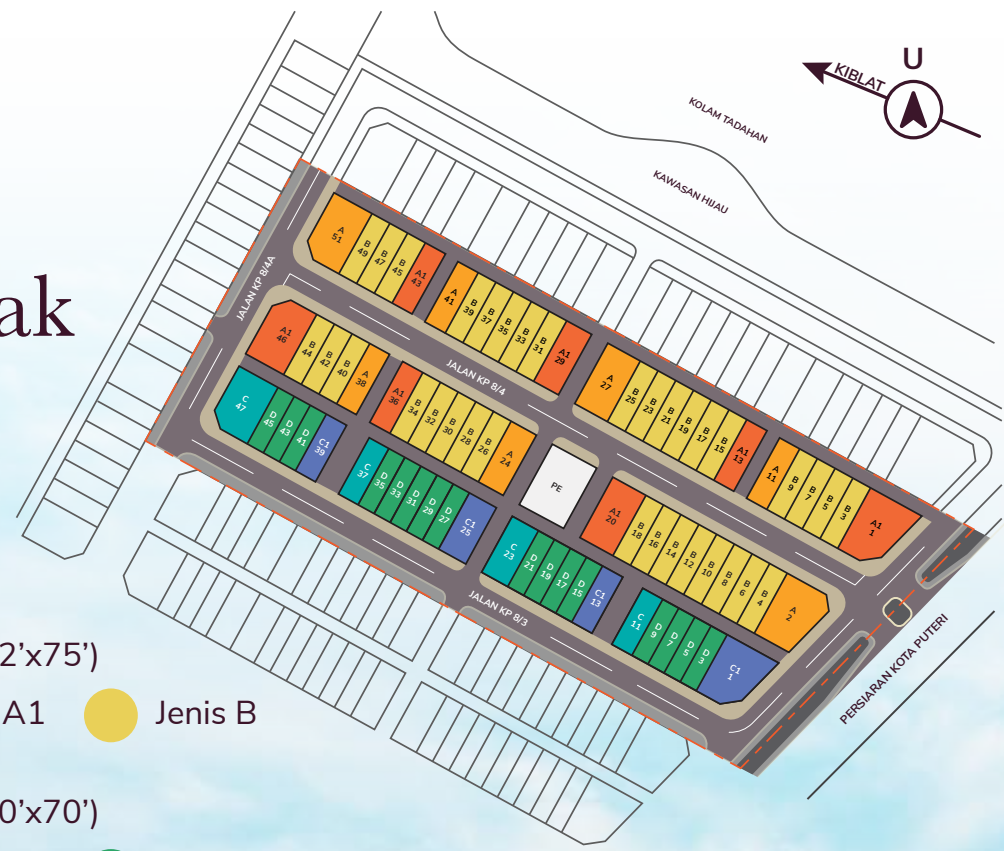 U
KIBLAT
KOLAM TADAHAN
KAWASAN HIJAU
ak
JALAN KP 8/4A
A 51
B 49
B 47
B 45
A1 43
A 41
B 39
B 37
B 35
B 33
B 31
A1 29
A 27
B 25
B 23
B 21
B 19
B 17
B 15
A1 13
A 11
B 9
B 7
B 5
B 3
A1 1
JALAN KP 8/4
A1 46
B 44
B 42
B 40
A 38
A1 36
B 34
B 32
B 30
B 28
B 26
A 24
PE
A1 20
B 18
B 16
B 14
B 12
B 10
B 8
B 6
B 4
A 2
C 47
D 45
D 43
D 41
C1 39
C 37
D 35
D 33
D 31
D 29
D 27
C1 25
C 23
D 21
D 19
D 17
D 15
C1 13
C 11
D 9
D 7
D 5
D 3
C1 1
JALAN KP 8/3
PERSIARAN KOTA PUTERI
2’x75’)
A1
Jenis B
0’x70’)